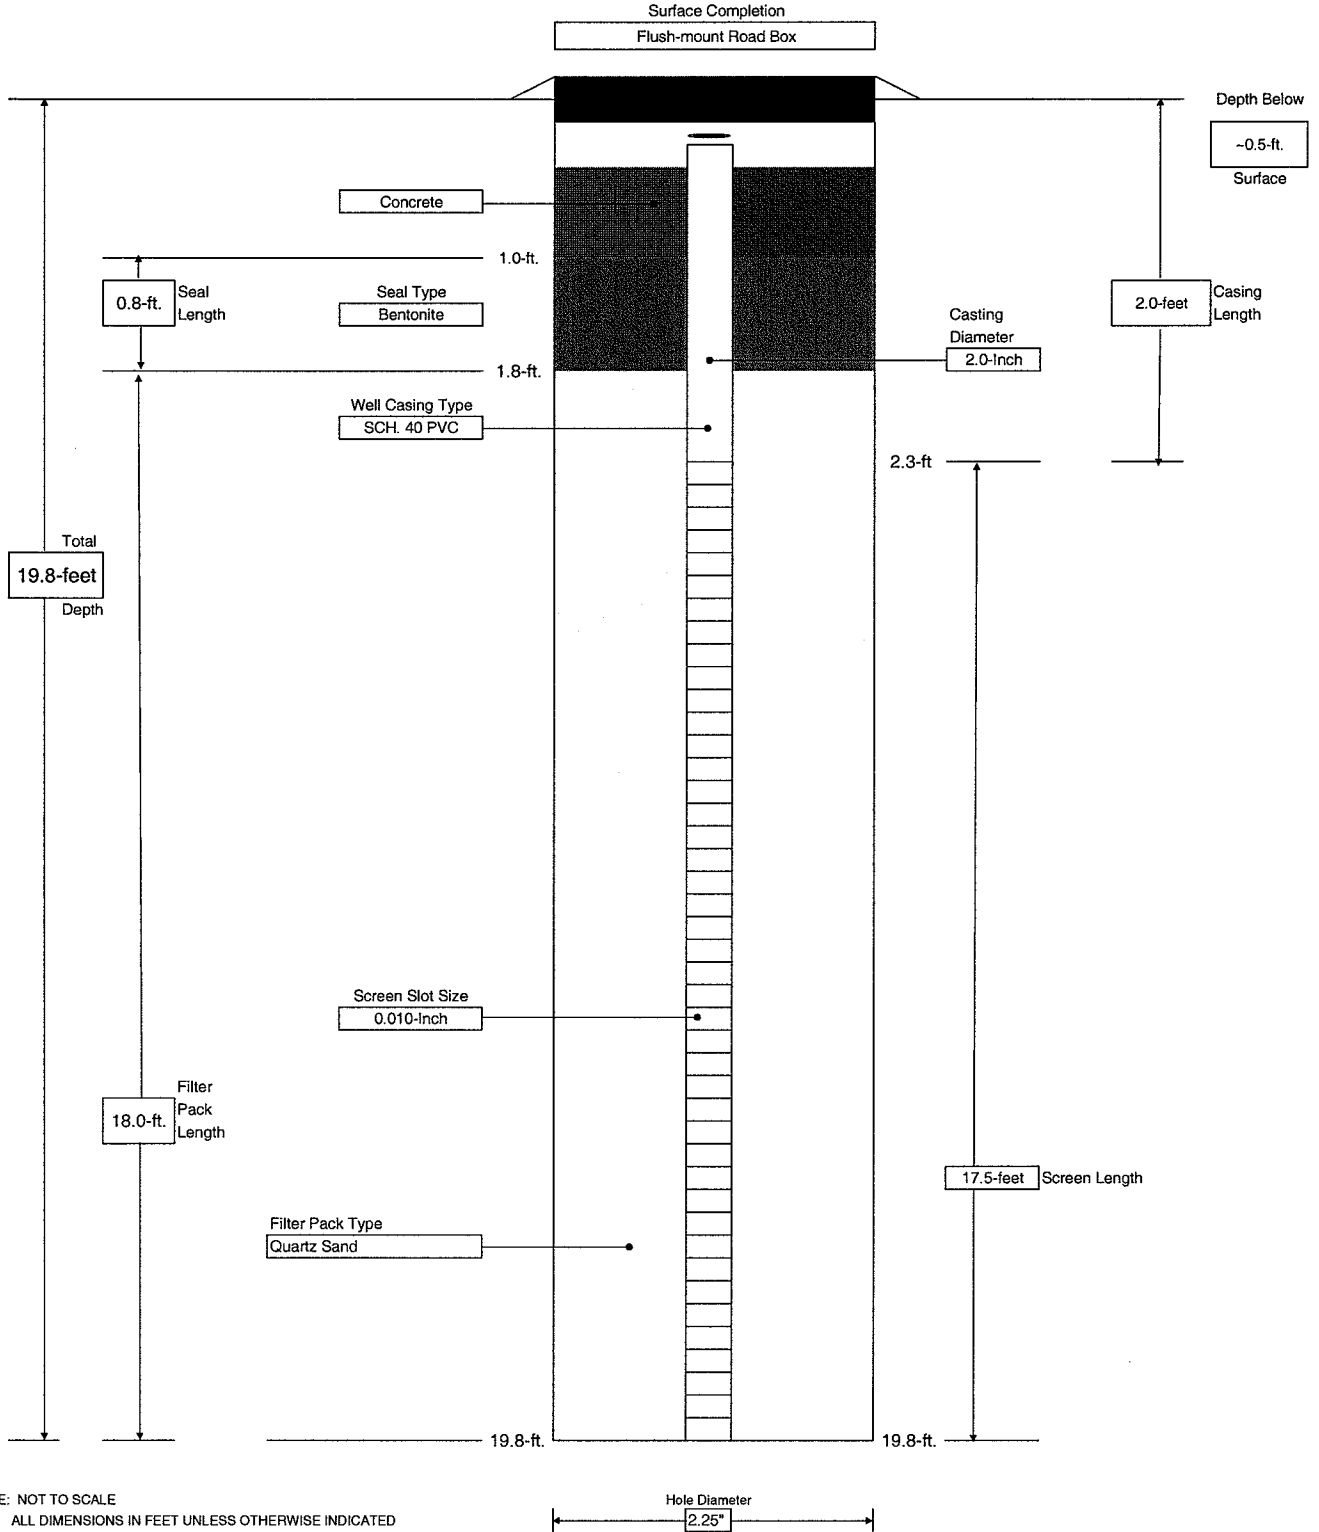 Surface Completion
Flush-mount Road Box
Depth Below
~0.5-ft.
Surface
Concrete
1.0-ft.
0.8-ft.
Seal
Length
Seal Type
Bentonite
2.0-feet
Casing
Length
Casting
Diameter
2.0-Inch
1.8-ft.
Well Casing Type
SCH. 40 PVC
2.3-ft
Total
19.8-feet
Depth
Screen Slot Size
0.010-Inch
Filter
Pack
Length
18.0-ft.
17.5-feet Screen Length
Filter Pack Type
Quartz Sand
19.8-ft.
19.8-ft.
E: NOT TO SCALE
ALL DIMENSIONS IN FEET UNLESS OTHERWISE INDICATED
Hole Diameter
2.25"